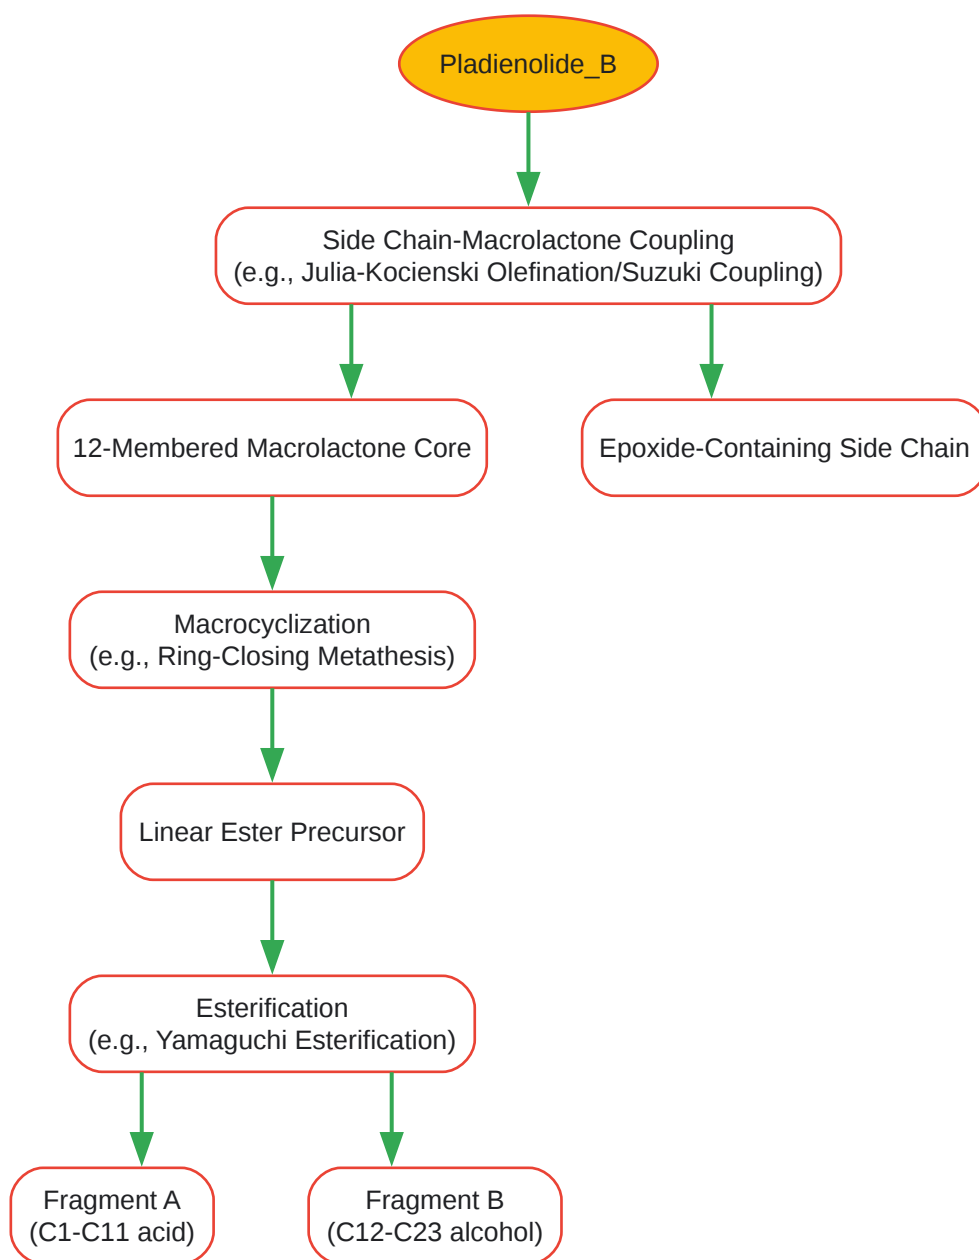 Pladienolide_B
Side Chain-Macrolactone Coupling
(e.g., Julia-Kocienski Olefination/Suzuki Coupling)
12-Membered Macrolactone Core
Epoxide-Containing Side Chain
Macrocyclization
(e.g., Ring-Closing Metathesis)
Linear Ester Precursor
Esterification
(e.g., Yamaguchi Esterification)
Fragment A
(C1-C11 acid)
Fragment B
(C12-C23 alcohol)